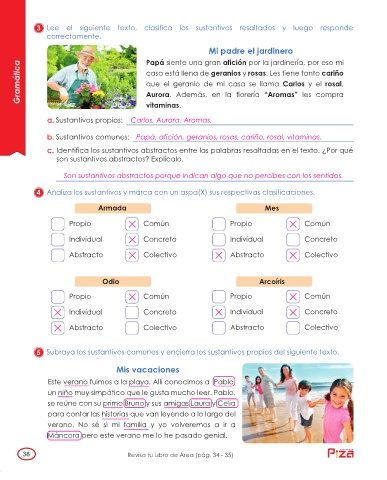 3 Lee el siguiente texto, clasifica los sustantivos resaltados y luego responde
correctamente.
Gramática
Mi padre el jardinero
Papá siente una gran afición por la jardinería, por eso mi
casa está llena de geranios y rosas. Les tiene tanto cariño
que el geranio de mi casa se llama Carlos y el rosal,
Aurora. Además, en la florería "Aromas" les compra
vitaminas.
a. Sustantivos propios: Carlos, Aurora, Aromas.
b. Sustantivos comunes: Papá, afición, geranios, rosas, cariño, rosal, vitaminas.
c. Identifica los sustantivos abstractos entre las palabras resaltadas en el texto. ¿Por qué
son sustantivos abstractos? Explícalo.
Son sustantivos abstractos porque indican algo que no percibes con los sentidos.
4 Analiza los sustantivos y marca con un aspa(X) sus respectivas clasificaciones.
Armada Mes
Propio X Común Propio X Común
Individual X Concreto Individual Concreto
Abstracto X Colectivo X Abstracto X Colectivo
Odio Arcoíris
Propio X Común Propio X Común
X Individual Concreto X Individual X Concreto
X Abstracto Colectivo Abstracto Colectivo
5 Subraya los sustantivos comunes y encierra los sustantivos propios del siguiente texto.
Mis vacaciones
Este verano fuimos a la playa. Allí conocimos a Pablo,
un niño muy simpático que le gusta mucho leer. Pablo,
se reúne con su primo Bruno y sus amigas Laura y Celia
para contar las historias que van leyendo a lo largo del
verano. No sé si mi familia y yo volveremos a ir a
Máncora pero este verano me lo he pasado genial.
38 Revisa tu Libro de Área (pág. 34 - 35)